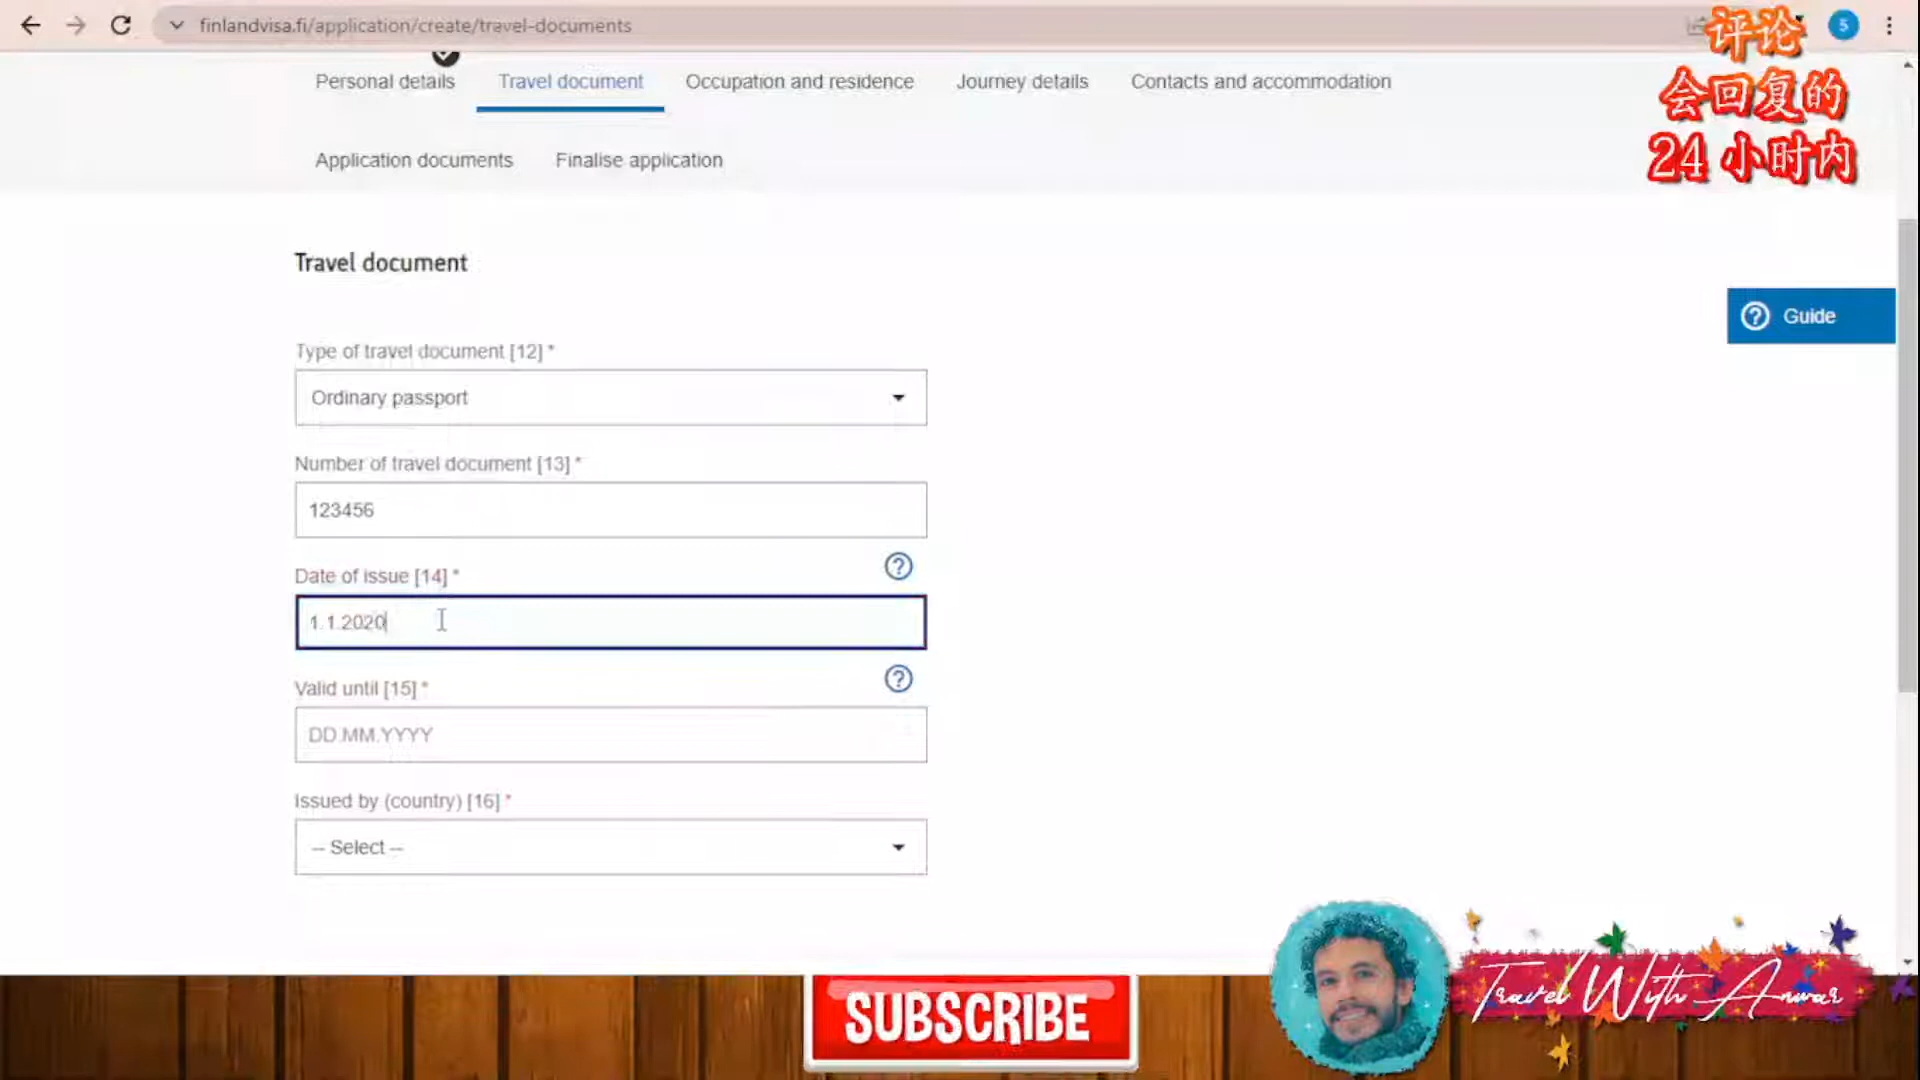 finlandvisa.fi/application/create/travel-documents
5
评论
会回复的
24 小时内
Personal details
Travel document
Occupation and residence
Journey details
Contacts and accommodation
Application documents
Finalise application
Travel document
Guide
Type of travel document [12] *
Ordinary passport
Number of travel document [13] *
123456
Date of issue [14] *
1.1.2020
Valid until [15] *
DD.MM.YYYY
Issued by (country) [16] *
-- Select --
SUBSCRIBE
Travel With Anwar